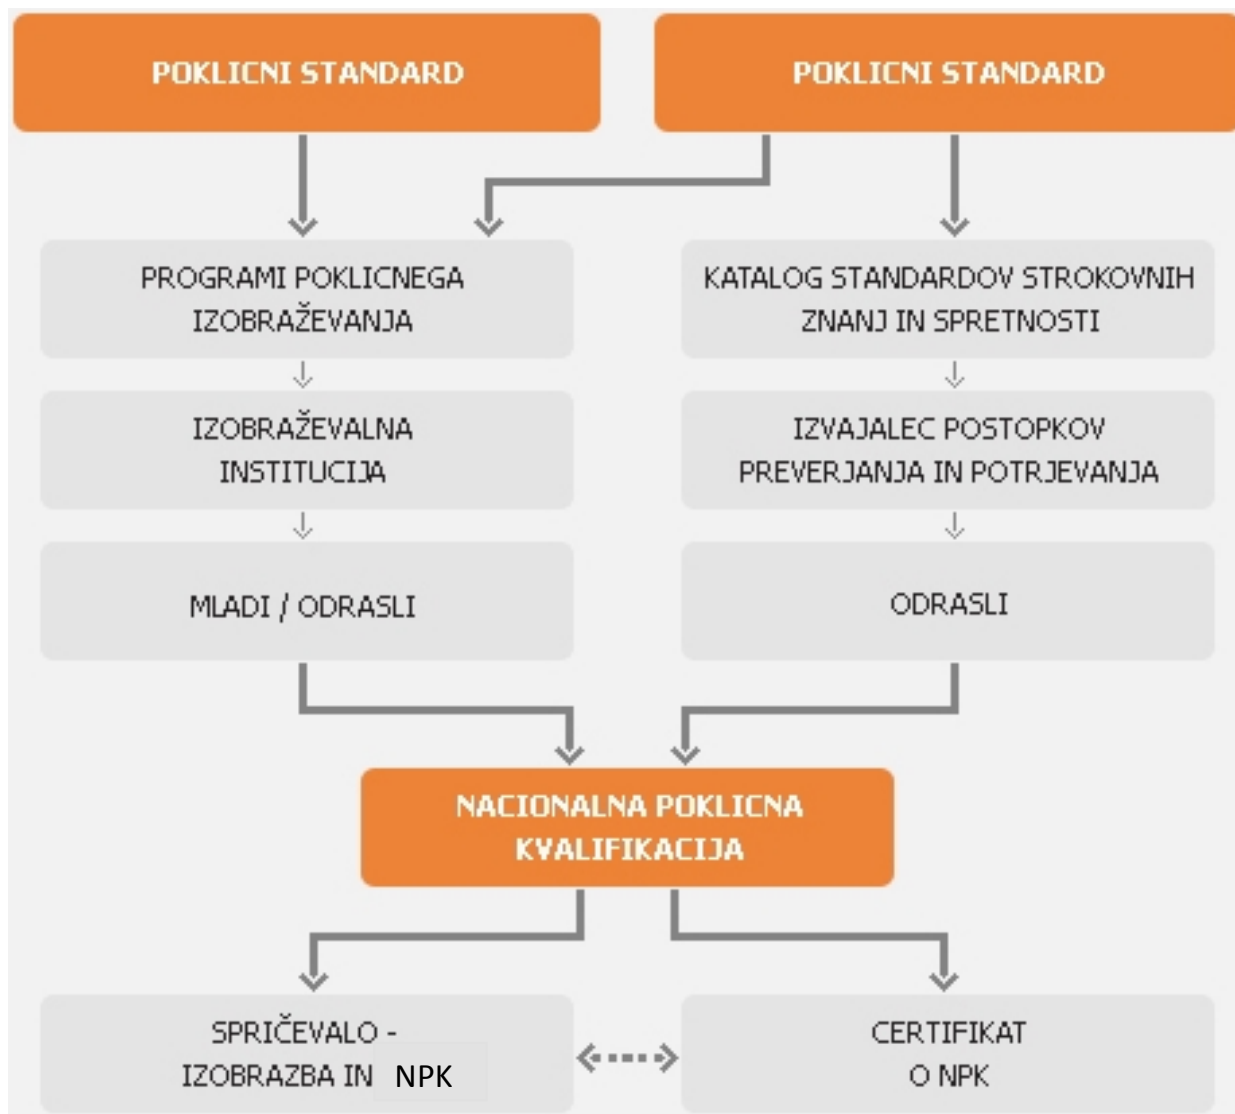 POKLICNI STANDARD
POKLICNI STANDARD
PROGRAMI POKLICNEGA
IZOBRAŽEVANJA
KATALOG STANDARDOV STROKOVNIH
ZNANJ IN SPRETNOSTI
IZOBRAŽEVALNA
INSTITUCIJA
IZVAJALEC POSTOPKOV
PREVERJANJA IN POTRJEVANJA
MLADI / ODRASLI
ODRASLI
NACIONALNA POKLICNA
KVALIFIKACIJA
SPRIČEVALO -
IZOBRAZBA IN NPK
CERTIFIKAT
O NPK